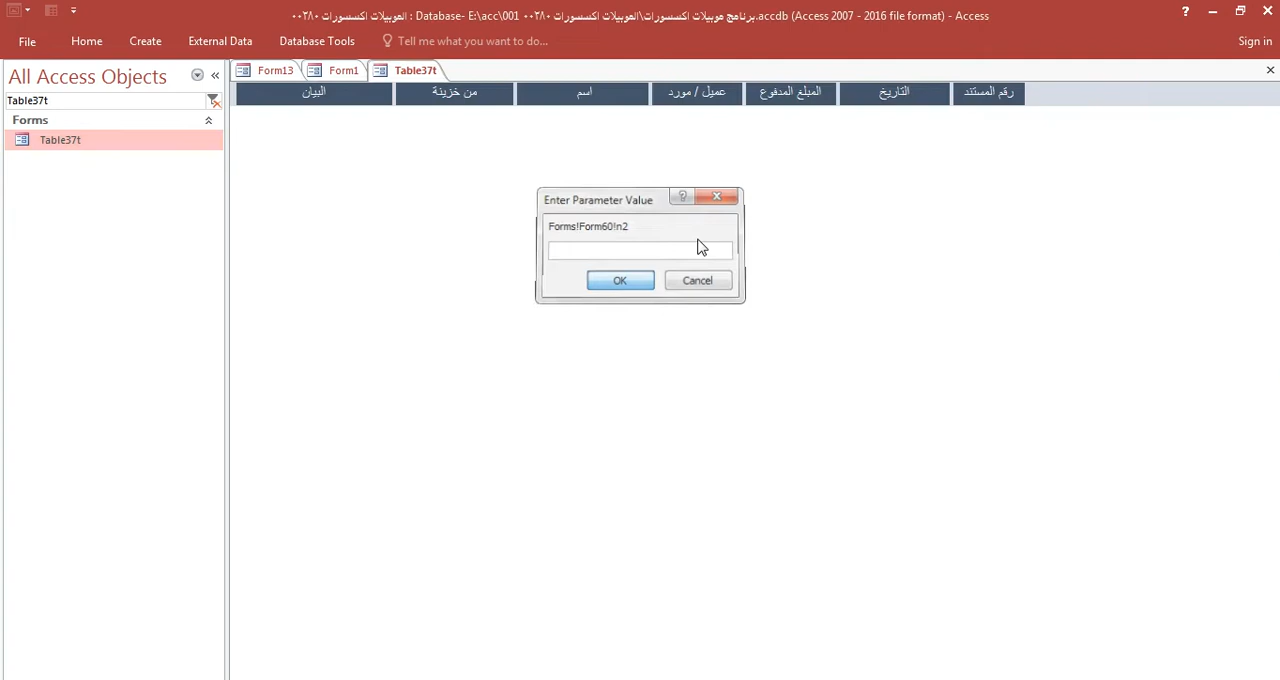 العوبيلات اكسسورات ٠٠٢٨٠ : Database- E:\acc\001 ٠٠٢٨٠ برنامج موبيلات اكسسورات\العوبيلات اكسسورات.accdb (Access 2007 - 2016 file format) - Access
File Home Create External Data Database Tools Tell me what you want to do... Sign in
All Access Objects
Form13 Form1 Table37t
البيان من خزينة اسم عميل / مورد المبلغ المدفوع التاريخ رقم المستند
Table37t
Forms
Table37t
Enter Parameter Value
Forms!Form60!n2
OK Cancel